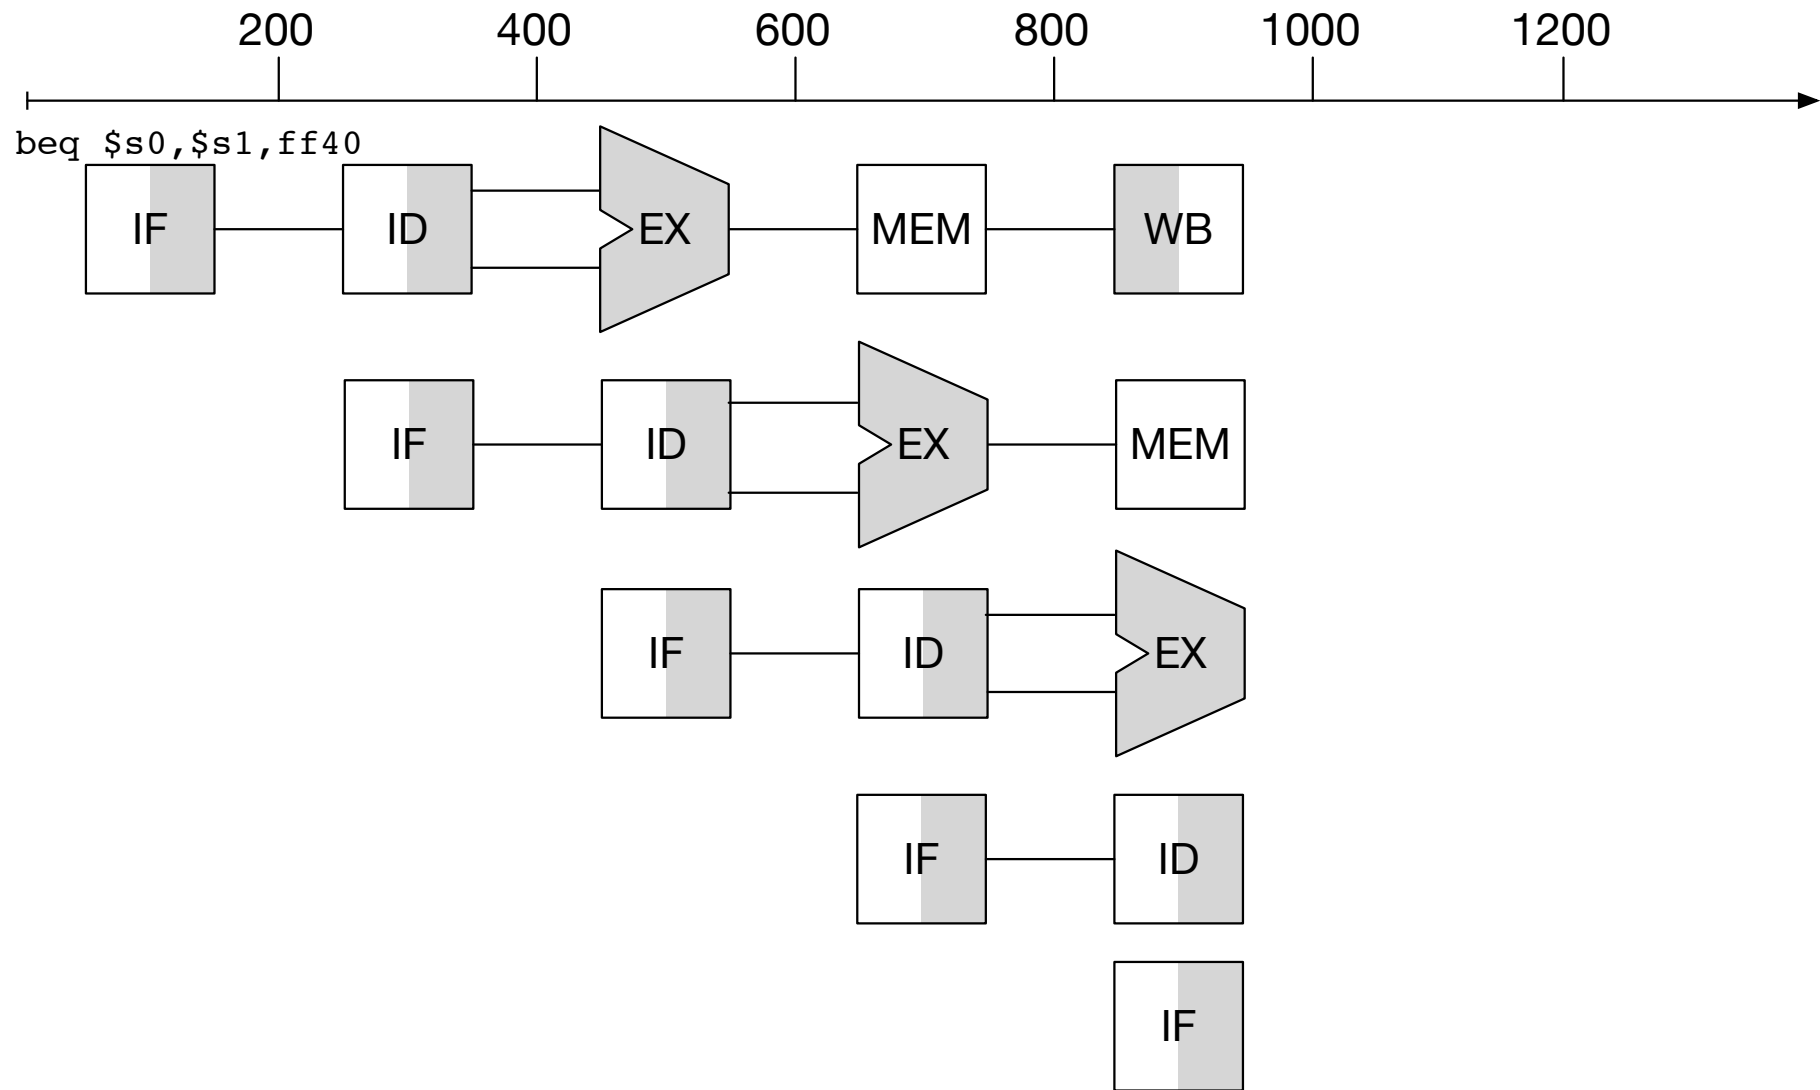 200 400 600 800 1000 1200
beq $s0,$s1,ff40
IF ID EX MEM WB
IF ID EX MEM
IF ID EX
IF ID
IF